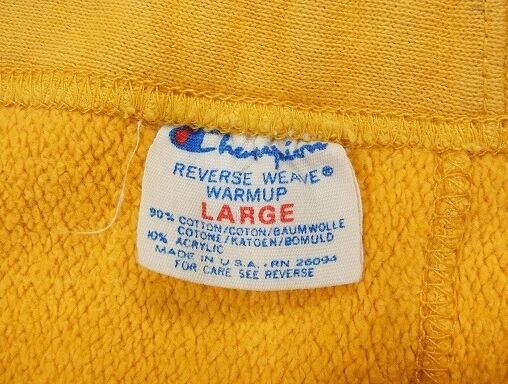 Champion
REVERSE WEAVE®
WARMUP
LARGE
90% COTTON/COTON/BAUMWOLLE
COTONE/KATOEN/BOMULD
10% ACRYLIC
MADE IN U.S.A. · RN 26094
FOR CARE SEE REVERSE